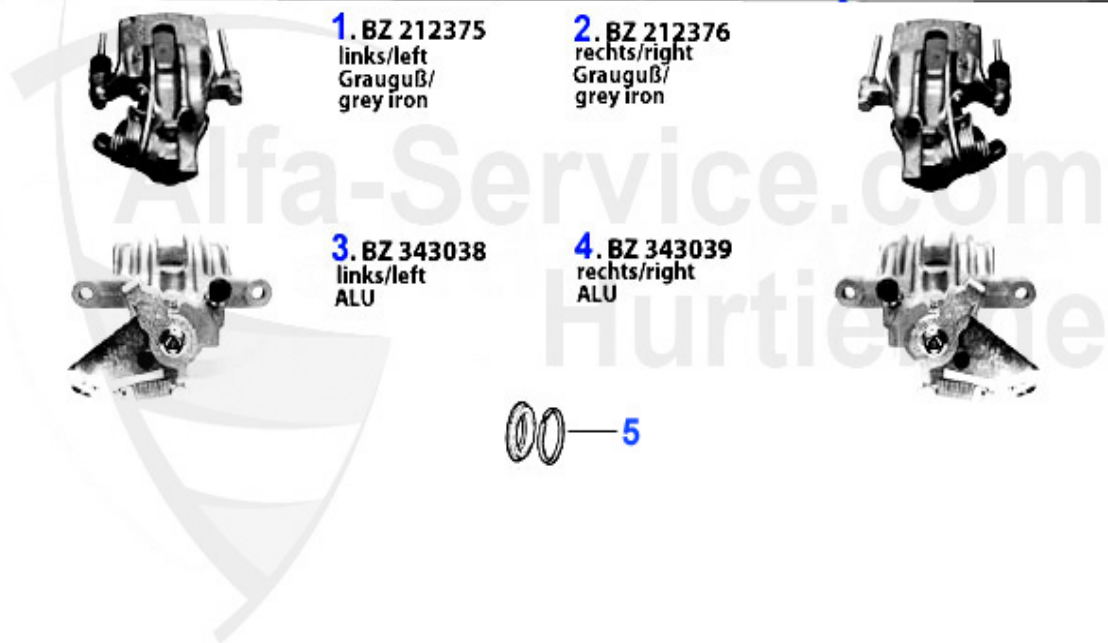 1. BZ 212375
links/left
Grauguß/
grey iron
2. BZ 212376
rechts/right
Grauguß/
grey iron
Alfa-Service.com
3. BZ 343038
links/left
ALU
4. BZ 343039
rechts/right
ALU
5